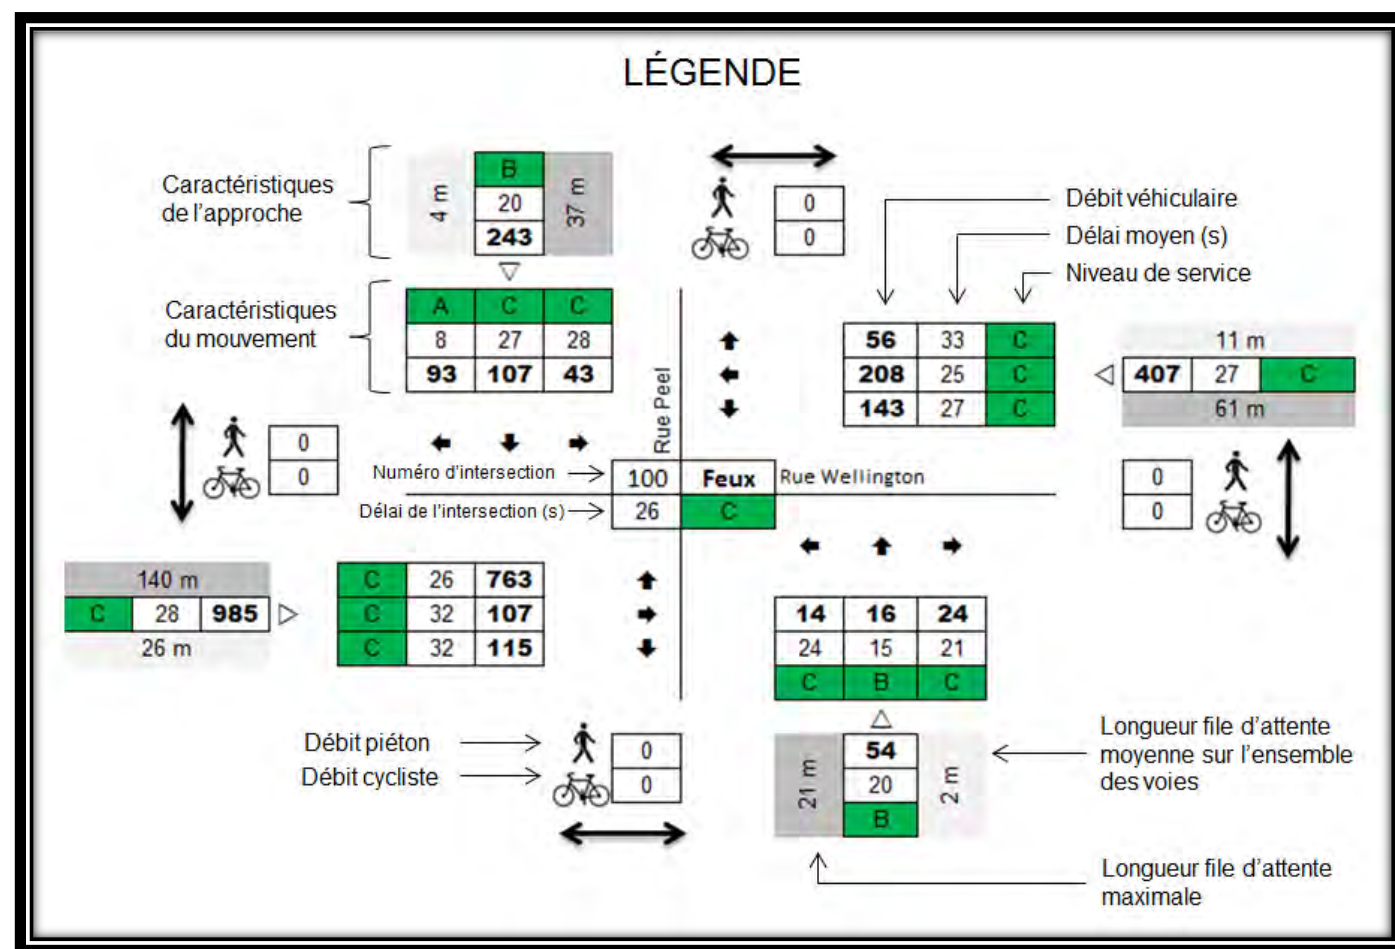 LÉGENDE
Caractéristiques
de l'approche
4 m
B
20
243
37 m
0
0
Débit véhiculaire
Délai moyen (s)
Niveau de service
Caractéristiques
du mouvement
A C C
8 27 28
93 107 43
Rue Peel
56 33 C
208 25 C
143 27 C
11 m
407 27 C
61 m
0
0
Numéro d'intersection
100 Feux Rue Wellington
Délai de l'intersection (s)
26 C
0
0
140 m
C 28 985
26 m
C 26 763
C 32 107
C 32 115
14 16 24
24 15 21
C B C
Débit piéton
Débit cycliste
0
0
21 m
54
20
B
2 m
Longueur file d'attente
moyenne sur l'ensemble
des voies
Longueur file d'attente
maximale